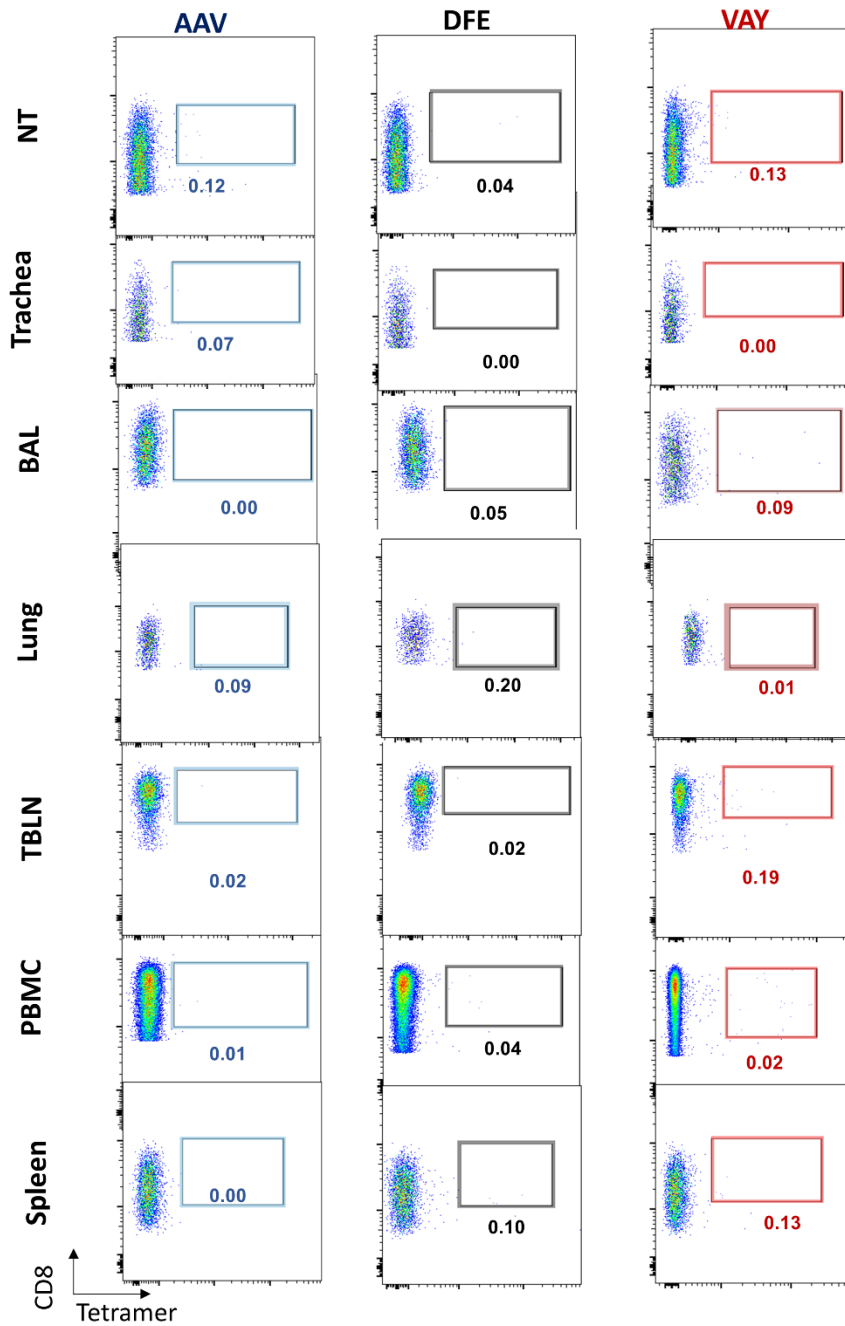 AAV DFE VAY
NT
0.12 0.04 0.13
Trachea
0.07 0.00 0.00
BAL
0.00 0.05 0.09
Lung
0.09 0.20 0.01
TBLN
0.02 0.02 0.19
PBMC
0.01 0.04 0.02
Spleen
0.00 0.10 0.13
CD8
Tetramer